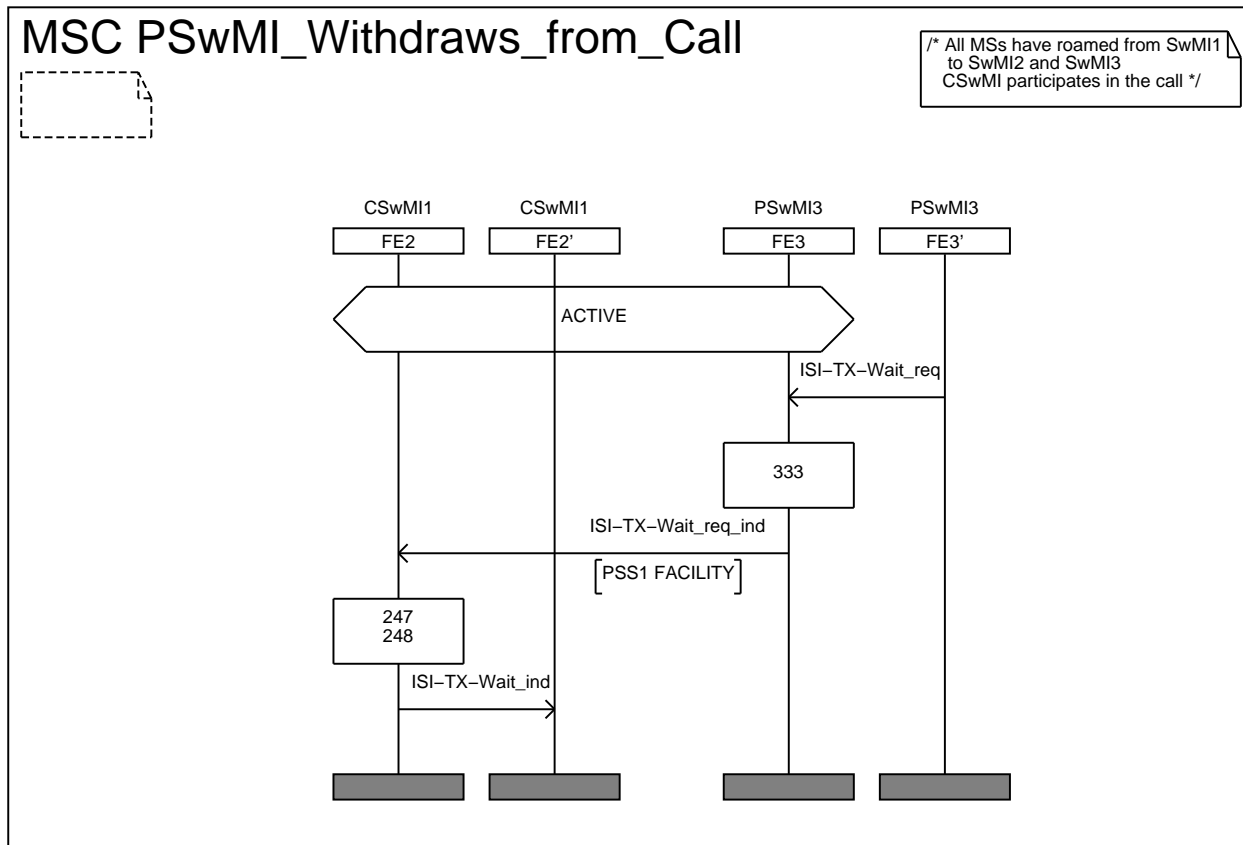 MSC PSwMI_Withdraws_from_Call
/* All MSs have roamed from SwMI1
to SwMI2 and SwMI3
CSwMI participates in the call */
CSwMI1
CSwMI1
PSwMI3
PSwMI3
FE2
FE2'
FE3
FE3'
ACTIVE
ISI−TX−Wait_req
333
ISI−TX−Wait_req_ind
PSS1 FACILITY
247
248
ISI−TX−Wait_ind